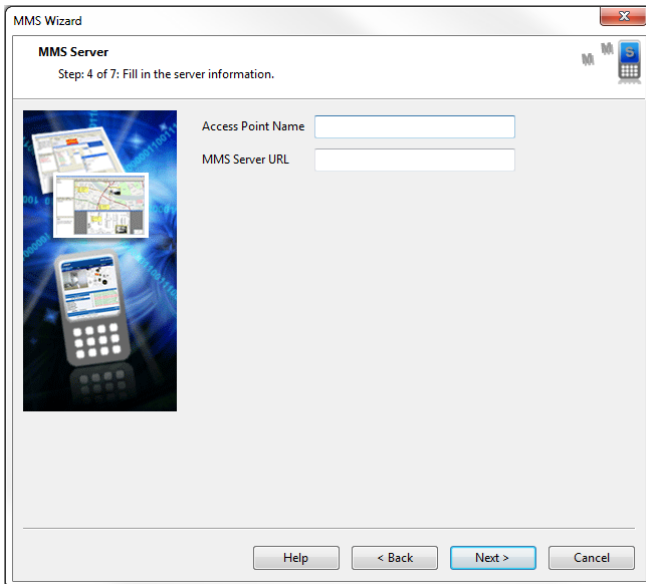 MMS Wizard
MMS Server
Step: 4 of 7: Fill in the server information.
M M S
Access Point Name
MMS Server URL
Help < Back Next > Cancel